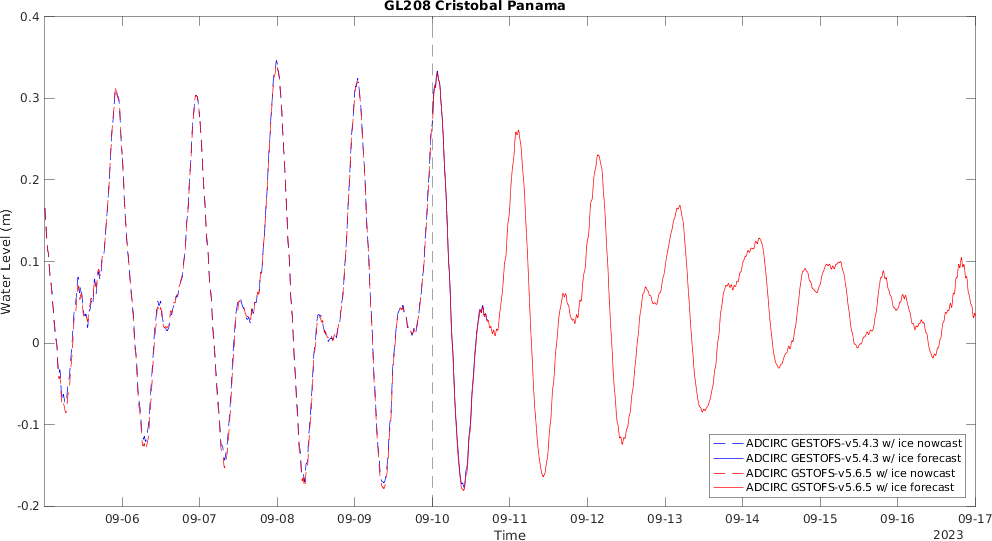 GL208 Cristobal Panama
0.4
0.3
0.2
0.1
0
-0.1
-0.2
Water Level (m)
09-06 09-07 09-08 09-09 09-10 09-11 09-12 09-13 09-14 09-15 09-16 09-17
Time
2023
ADCIRC GESTOFS-v5.4.3 w/ ice nowcast
ADCIRC GESTOFS-v5.4.3 w/ ice forecast
ADCIRC GSTOFS-v5.6.5 w/ ice nowcast
ADCIRC GSTOFS-v5.6.5 w/ ice forecast